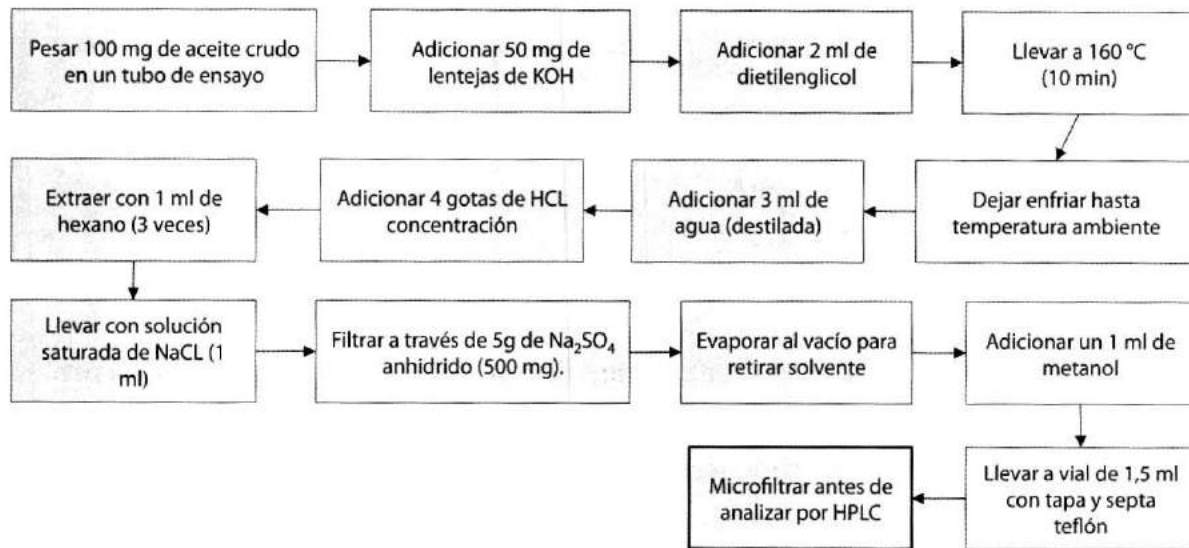 Pesar 100 mg de aceite crudo
en un tubo de ensayo
Adicionar 50 mg de
lentejas de KOH
Adicionar 2 ml de
dietilenglicol
Llevar a 160 °C
(10 min)
Dejar enfriar hasta
temperatura ambiente
Adicionar 3 ml de
agua (destilada)
Adicionar 4 gotas de HCL
concentración
Extraer con 1 ml de
hexano (3 veces)
Llevar con solución
saturada de NaCL (1
ml)
Filtrar a través de 5g de Na₂SO₄
anhidrido (500 mg).
Evaporar al vacío para
retirar solvente
Adicionar un 1 ml de
metanol
Llevar a vial de 1,5 ml
con tapa y septa
teflón
Microfiltrar antes de
analizar por HPLC